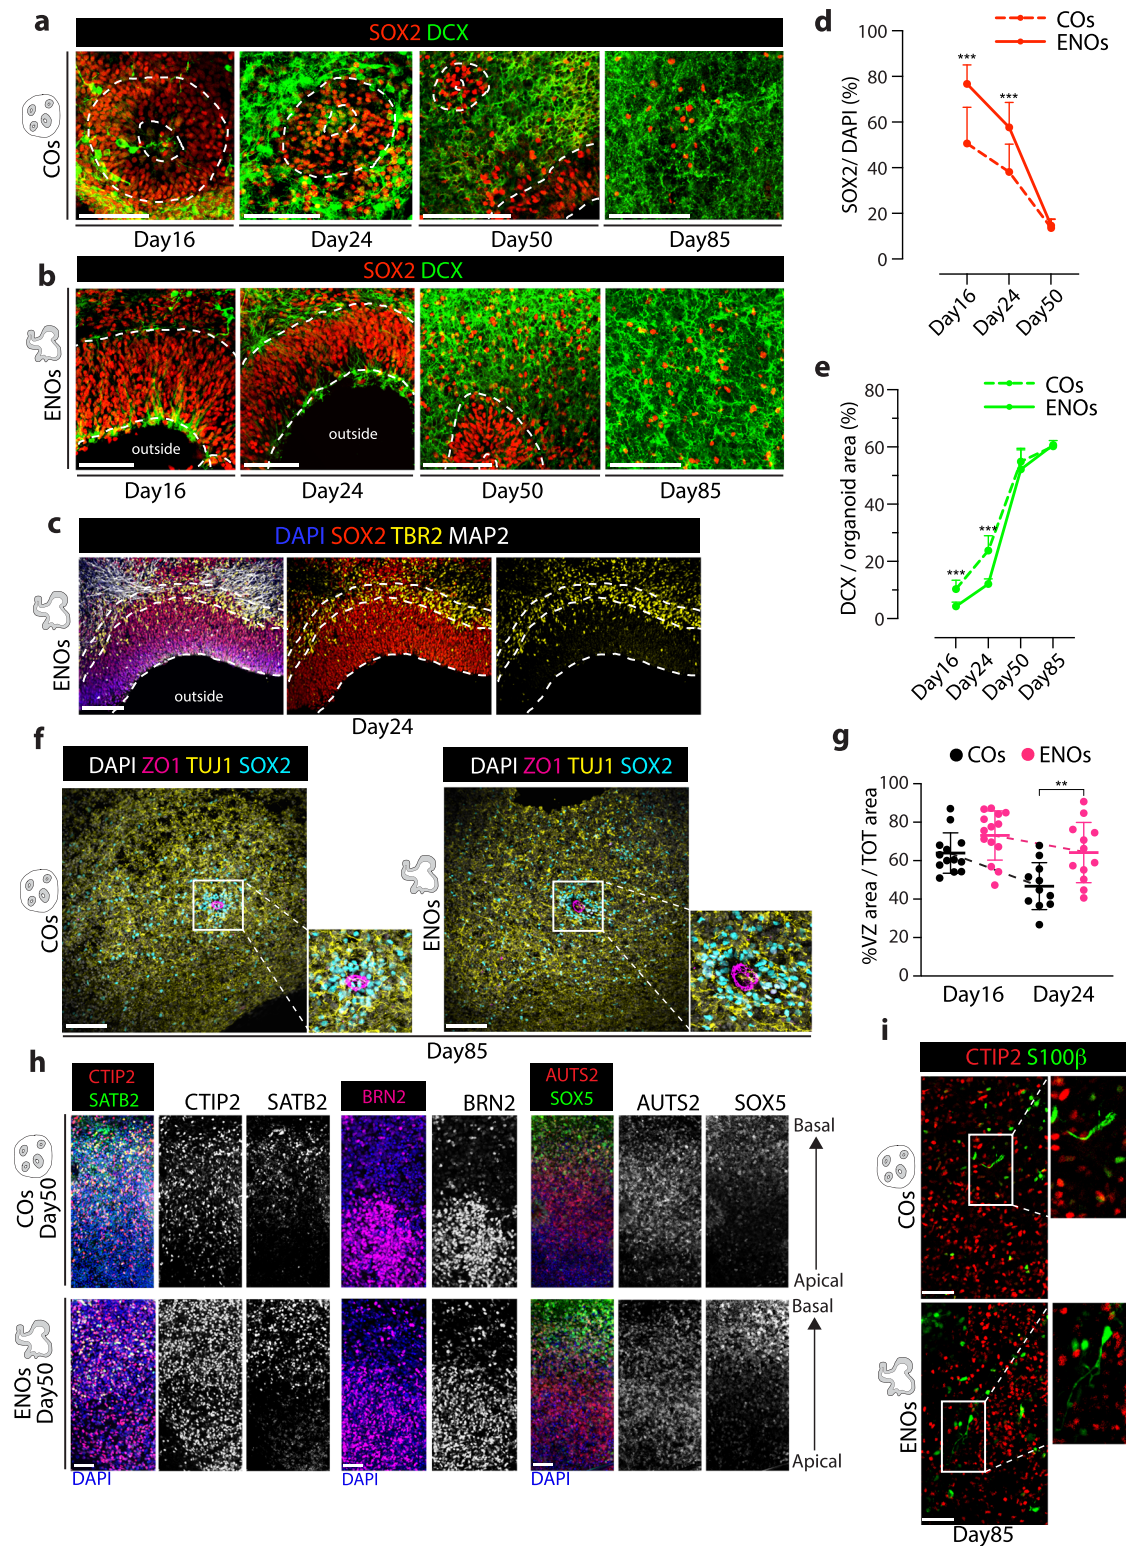 a
SOX2 DCX
COs
Day16
Day24
Day50
Day85
b
SOX2 DCX
ENOs
outside
outside
Day16
Day24
Day50
Day85
c
DAPI SOX2 TBR2 MAP2
ENOs
outside
Day24
d
COs
ENOs
SOX2/ DAPI (%)
100
80
60
40
20
0
***
***
Day16
Day24
Day50
e
COs
ENOs
DCX / organoid area (%)
80
60
40
20
0
***
***
Day16
Day24
Day50
Day85
f
DAPI ZO1 TUJ1 SOX2
DAPI ZO1 TUJ1 SOX2
COs
ENOs
Day85
g
COs
ENOs
%VZ area / TOT area
100
80
60
40
20
0
**
Day16
Day24
h
CTIP2
SATB2
CTIP2
SATB2
BRN2
BRN2
AUTS2
SOX5
AUTS2
SOX5
COs
Day50
Basal
Apical
ENOs
Day50
Basal
Apical
DAPI
DAPI
DAPI
i
CTIP2 S100β
COs
ENOs
Day85